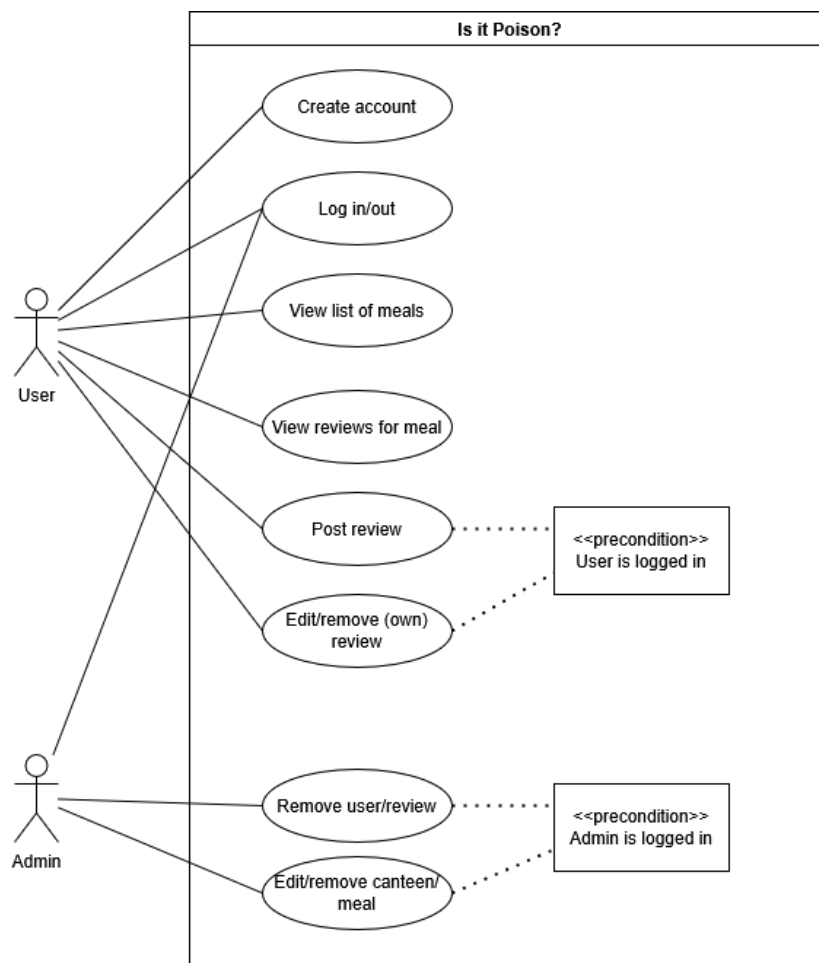 Is it Poison?
Create account
Log in/out
View list of meals
User
View reviews for meal
Post review
<<precondition>>
User is logged in
Edit/remove (own)
review
Admin
Remove user/review
<<precondition>>
Admin is logged in
Edit/remove canteen/
meal